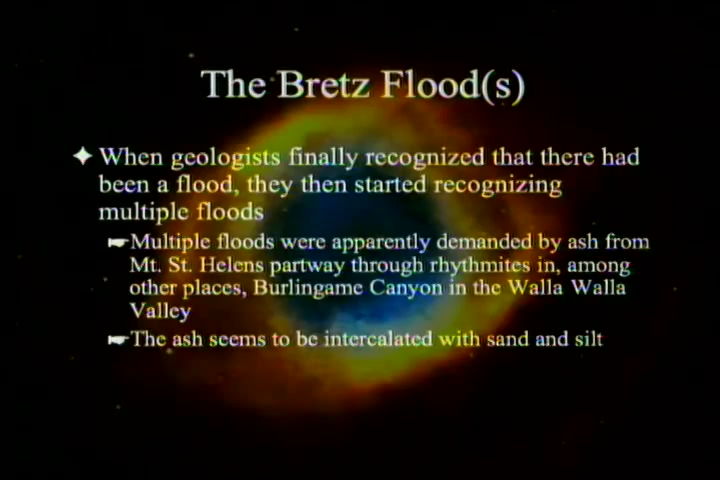 The Bretz Flood(s)
When geologists finally recognized that there had
been a flood, they then started recognizing
multiple floods
Multiple floods were apparently demanded by ash from
Mt. St. Helens partway through rhythmites in, among
other places, Burlingame Canyon in the Walla Walla
Valley
The ash seems to be intercalated with sand and silt